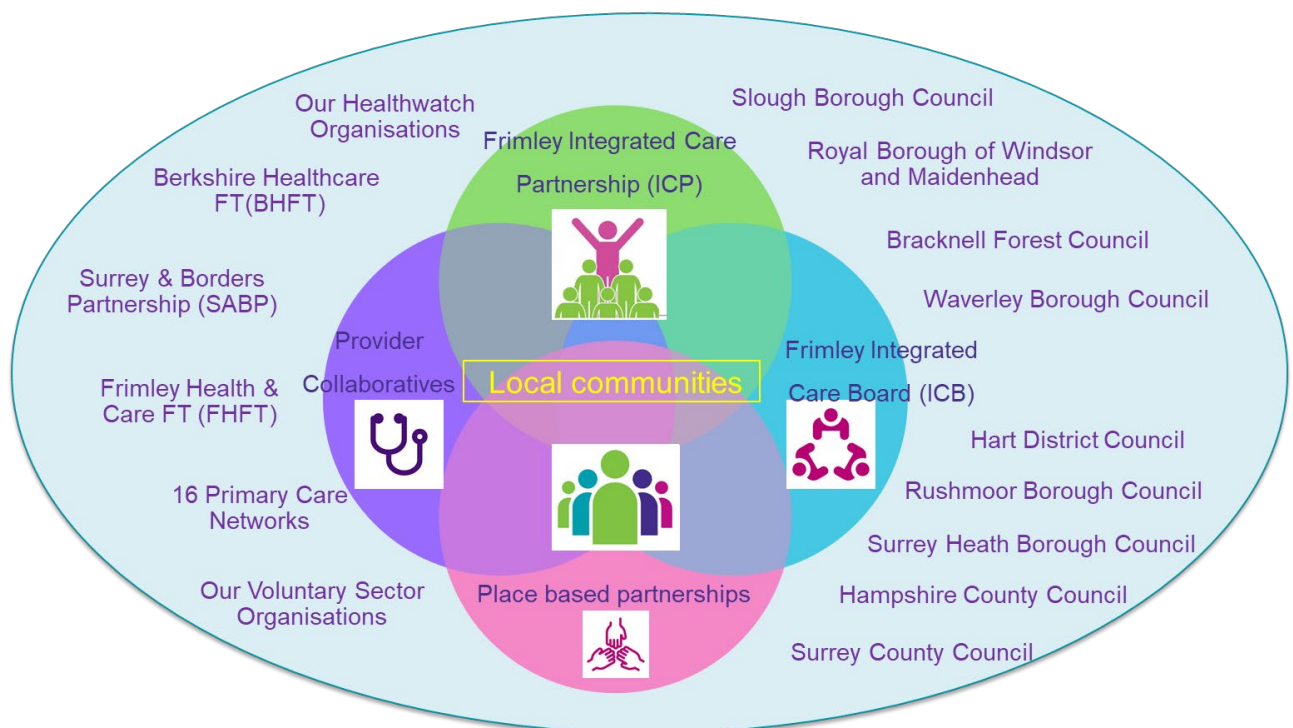 Our Healthwatch
Organisations
Berkshire Healthcare
FT(BHFT)
Surrey & Borders
Partnership (SABP)
Frimley Health &
Care FT (FHFT)
16 Primary Care
Networks
Our Voluntary Sector
Organisations
Frimley Integrated Care
Partnership (ICP)
Provider
Collaboratives
Local communities
Frimley Integrated
Care Board (ICB)
Place based partnerships
Slough Borough Council
Royal Borough of Windsor
and Maidenhead
Bracknell Forest Council
Waverley Borough Council
Hart District Council
Rushmoor Borough Council
Surrey Heath Borough Council
Hampshire County Council
Surrey County Council